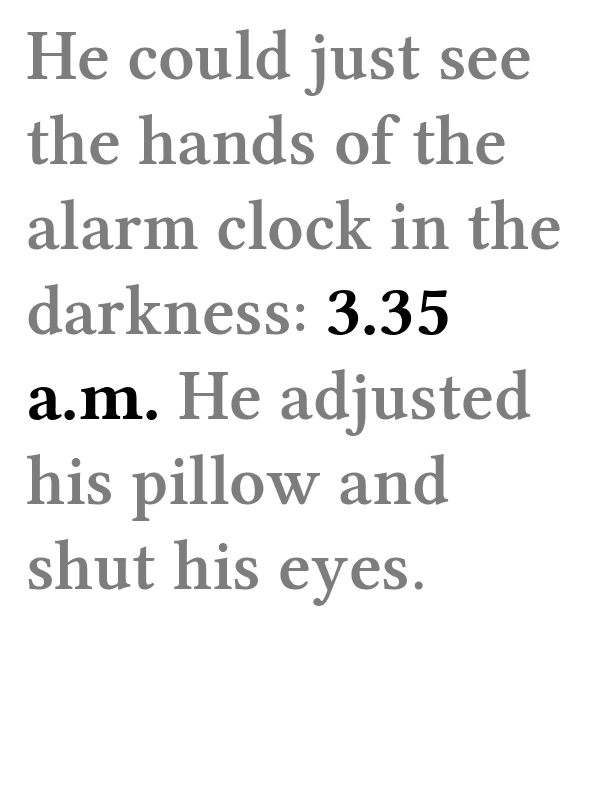 He could just see
the hands of the
alarm clock in the
darkness: 3.35
a.m. He adjusted
his pillow and
shut his eyes.